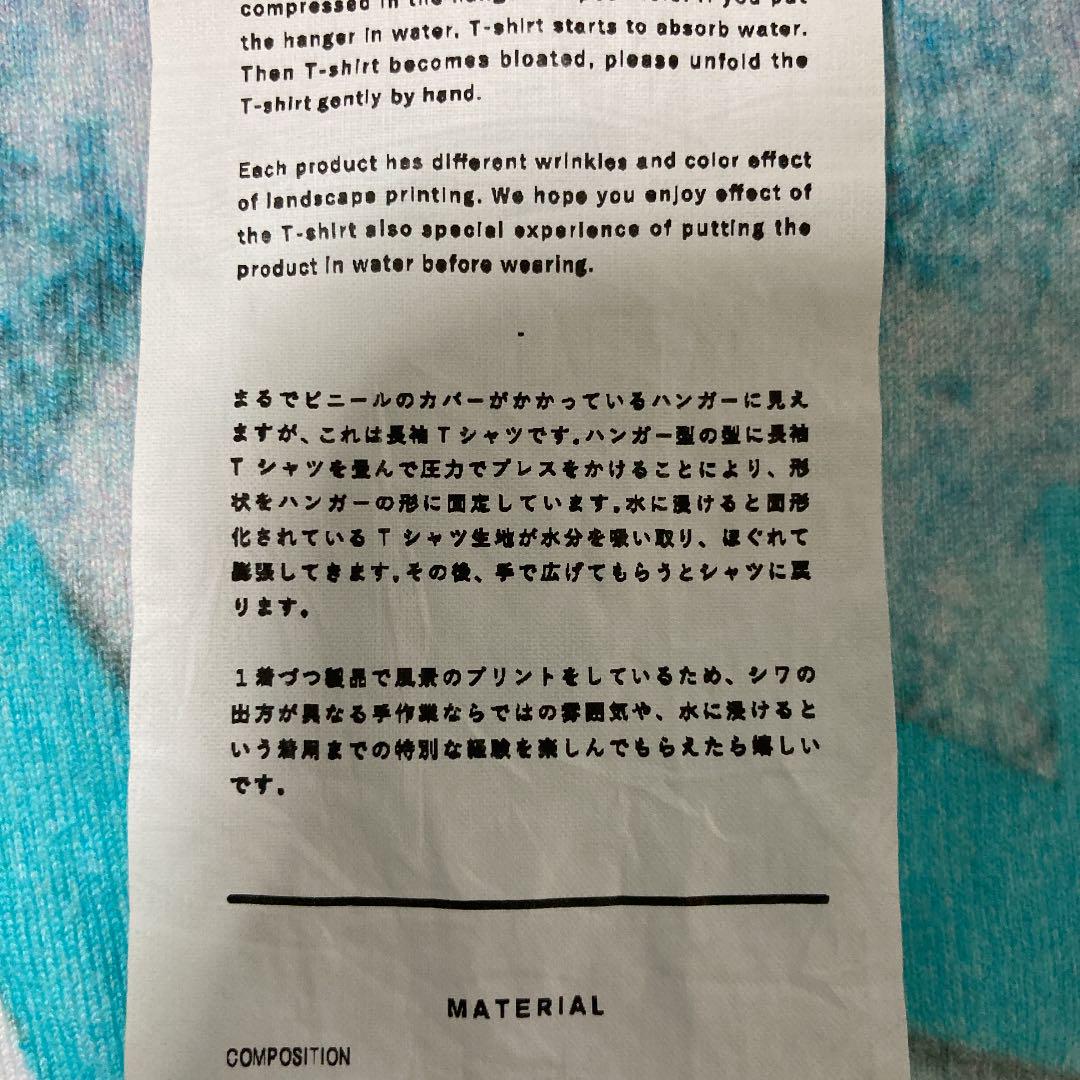 compressed in the
the hanger in water, T-shirt starts to absorb water.
Then T-shirt becomes bloated, please unfold the
T-shirt gently by hand.
Each product has different wrinkles and color effect
of landscape printing. We hope you enjoy effect of
the T-shirt also special experience of putting the
product in water before wearing.
-
まるでビニールのカバーがかかっているハンガーに見え
ますが、これは長袖Tシャツです。ハンガー型の型に長袖
Tシャツを畳んで圧力でプレスをかけることにより、形
状をハンガーの形に固定しています。水に浸けると固形
化されているTシャツ生地が水分を吸い取り、ほぐれて
膨張してきます。その後、手で広げてもらうとシャツに戻
ります。
1着づつ製品で風景のプリントをしているため、シワの
出方が異なる手作業ならではの雰囲気や、水に浸けると
いう着用までの特別な経験を楽しんでもらえたら嬉しい
です。
MATERIAL
COMPOSITION